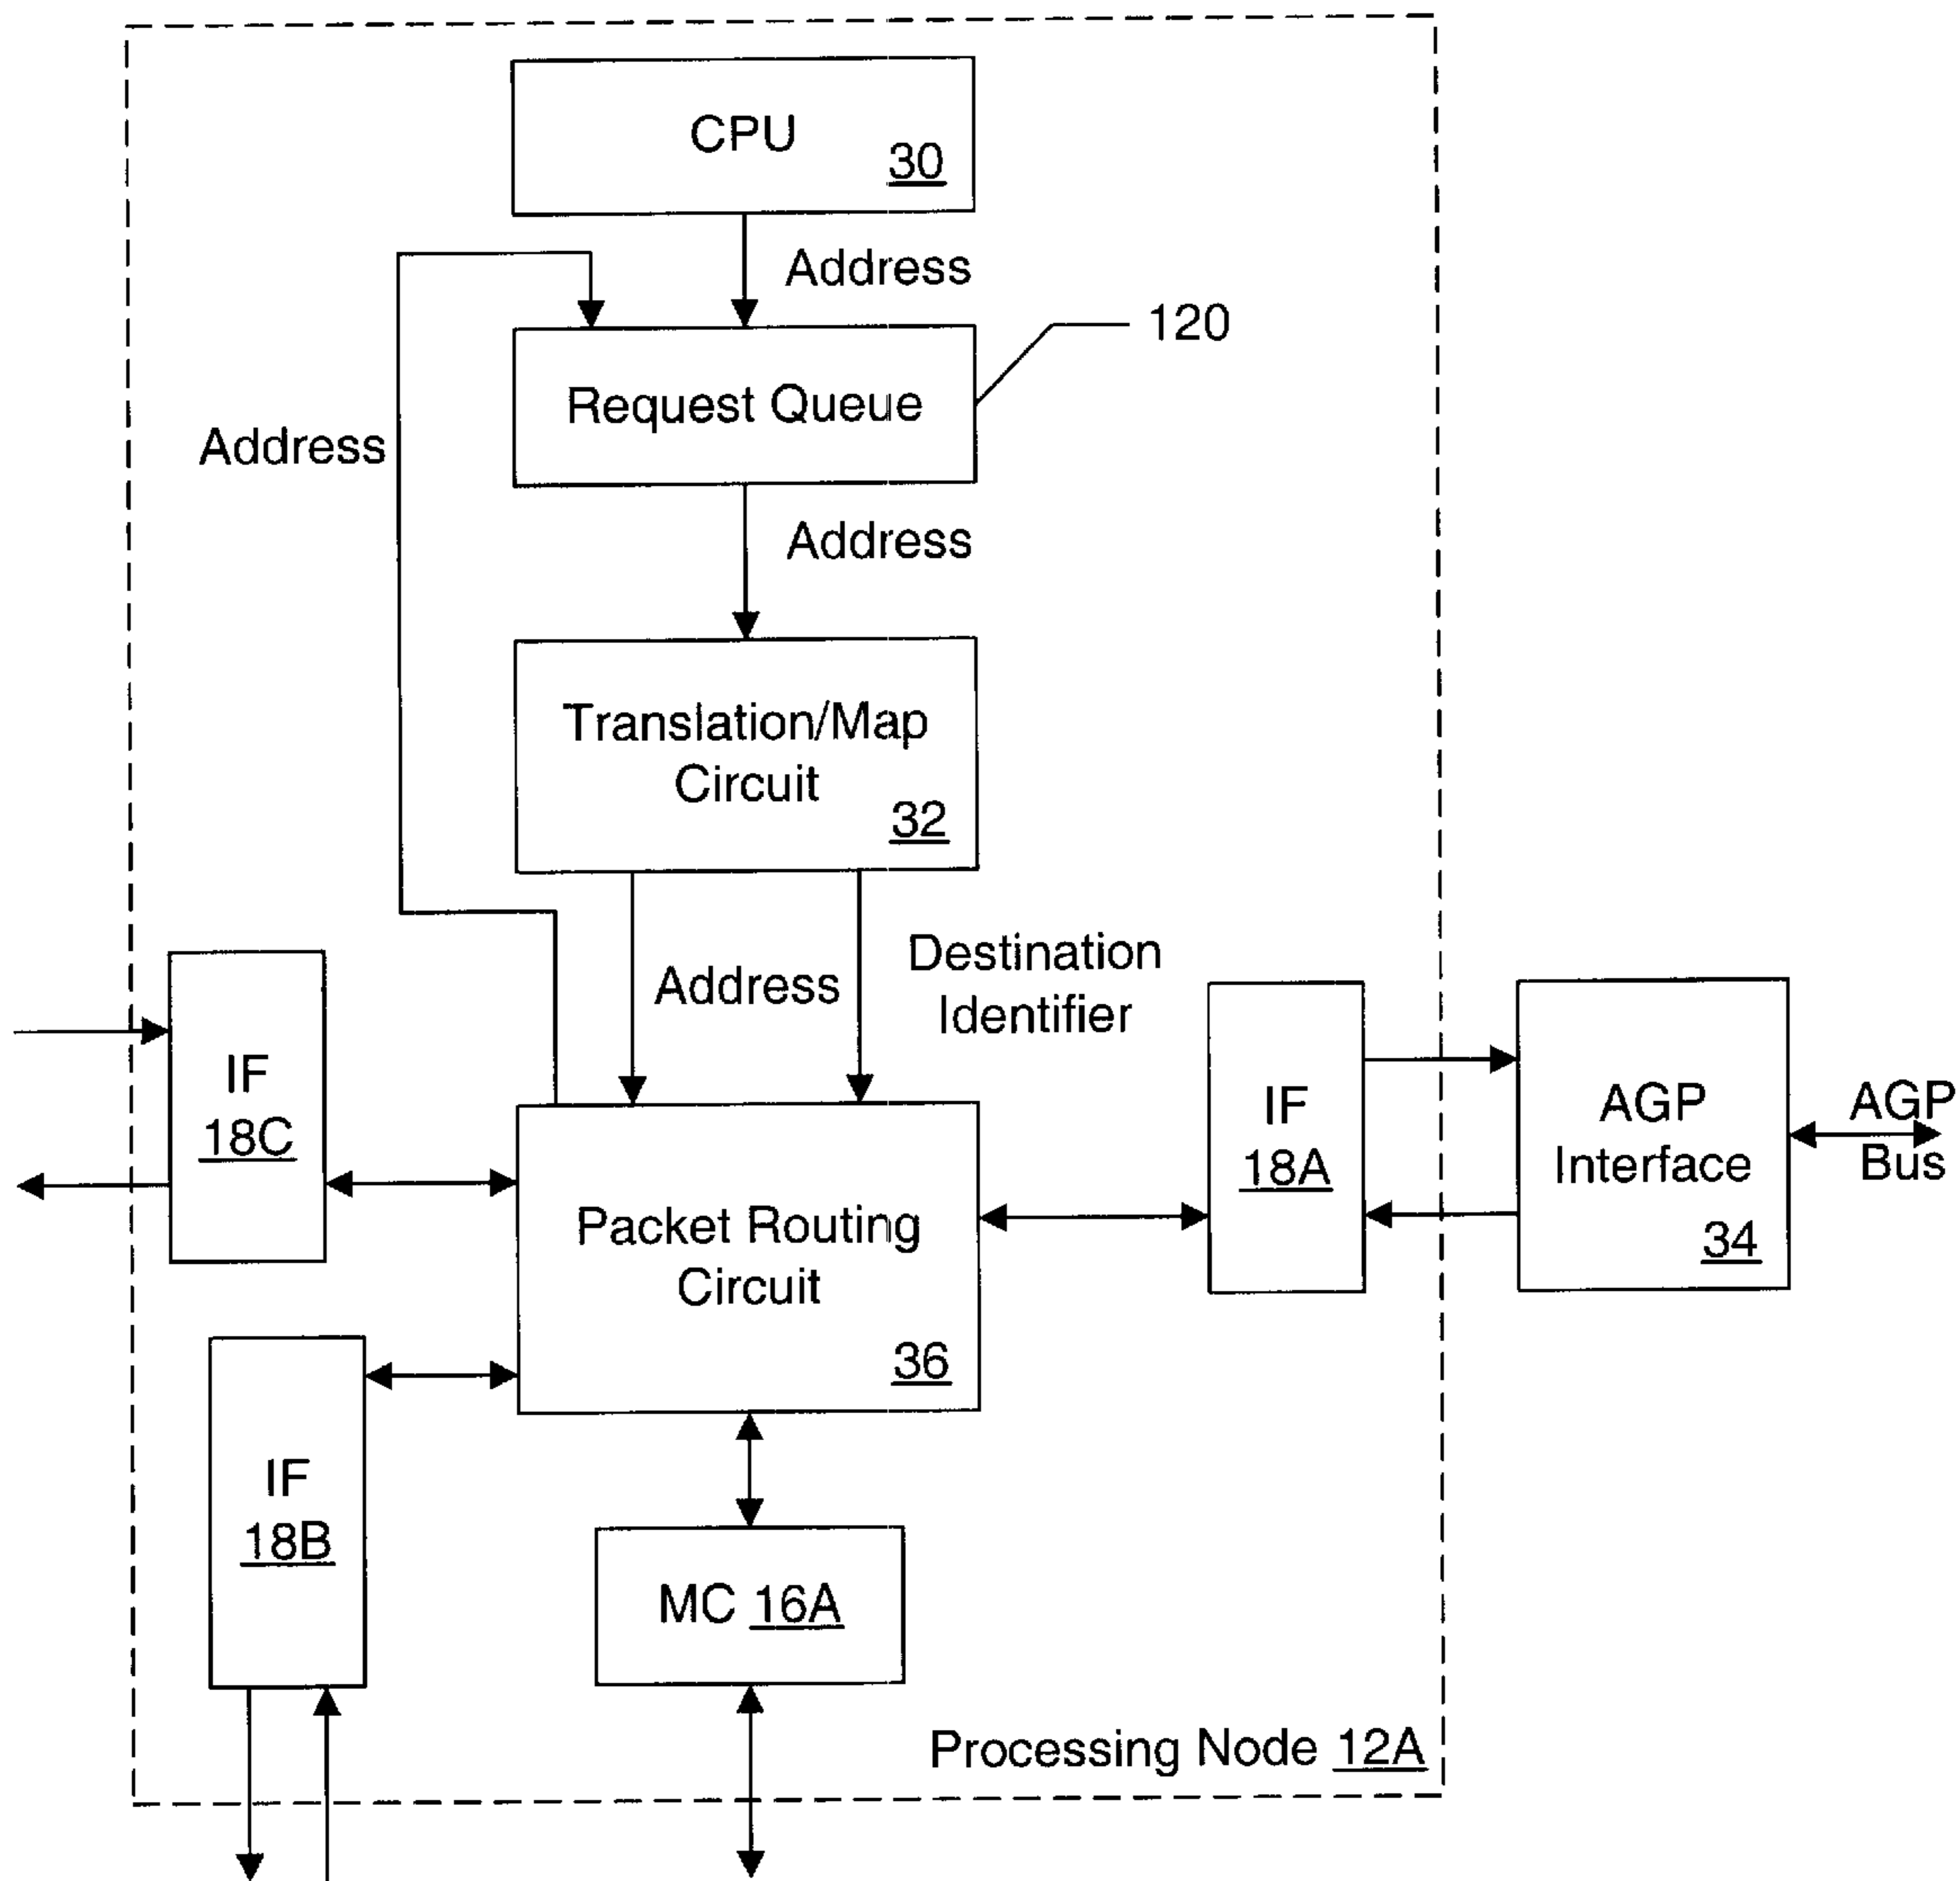 CPU
30
Address
120
Request Queue
Address
Address
Translation/Map
Circuit
32
Address
Destination
Identifier
IF
18C
IF
18A
AGP
Interface
34
AGP
Bus
Packet Routing
Circuit
36
IF
18B
MC 16A
Processing Node 12A